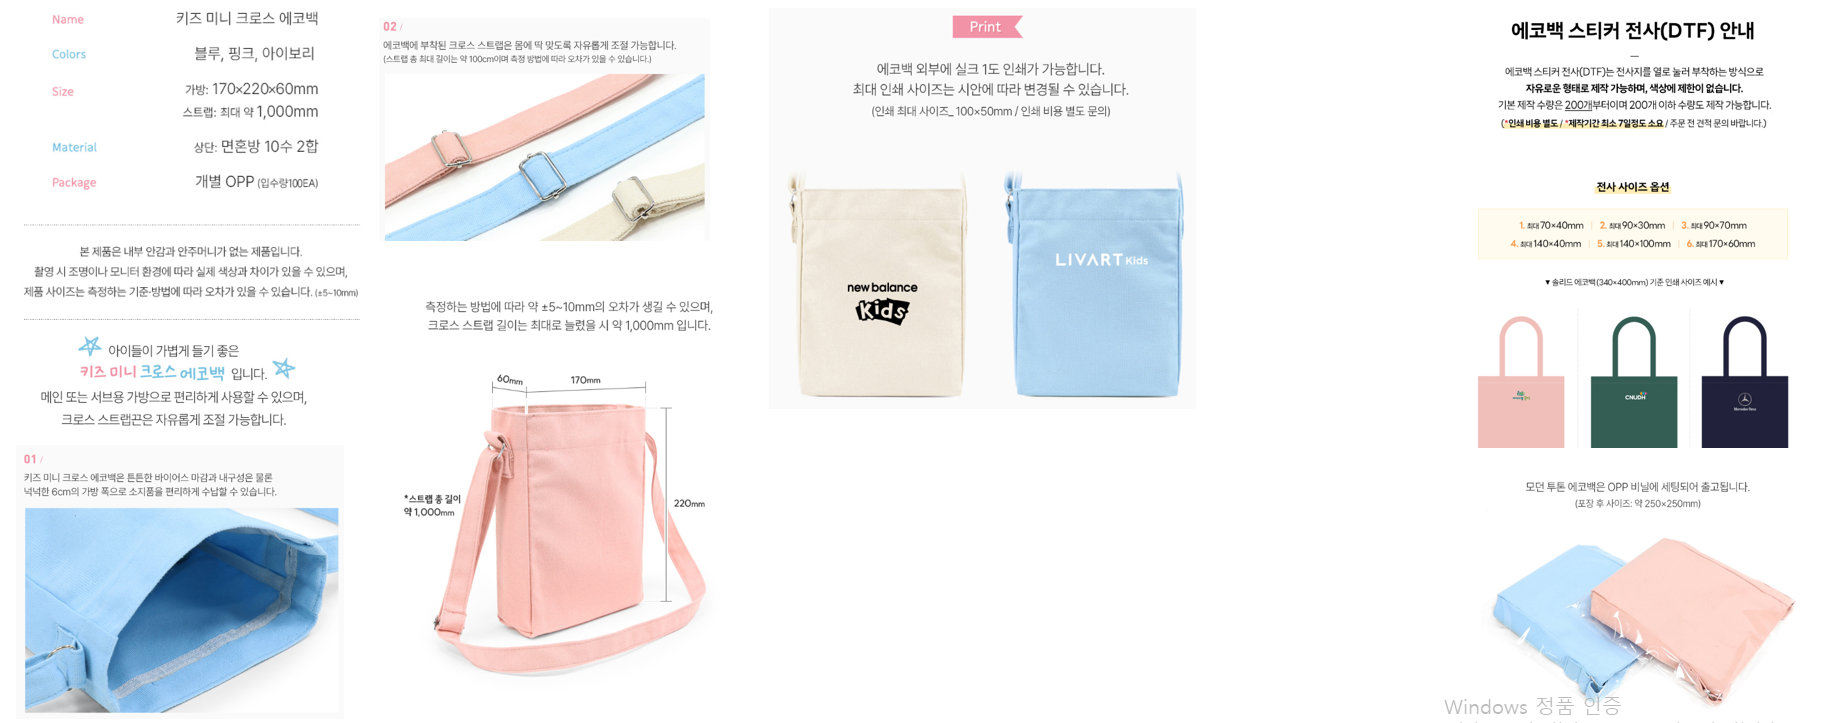 Name 키즈 미니 크로스 에코백
Colors 블루, 핑크, 아이보리
Size 가방: 170×220×60mm
스트랩: 최대 약 1,000mm
Material 상단: 면혼방 10수 2합
Package 개별 OPP (입수량100EA)
본 제품은 내부 안감과 안주머니가 없는 제품입니다.
촬영 시 조명이나 모니터 환경에 따라 실제 색상과 차이가 있을 수 있으며,
제품 사이즈는 측정하는 기준·방법에 따라 오차가 있을 수 있습니다. (±5~10mm)
아이들이 가볍게 들기 좋은
키즈 미니 크로스 에코백 입니다.
메인 또는 서브용 가방으로 편리하게 사용할 수 있으며,
크로스 스트랩끈은 자유롭게 조절 가능합니다.
01 /
키즈 미니 크로스 에코백은 튼튼한 바이어스 마감과 내구성은 물론
넉넉한 6cm의 가방 폭으로 소지품을 편리하게 수납할 수 있습니다.
02 /
에코백에 부착된 크로스 스트랩은 몸에 딱 맞도록 자유롭게 조절 가능합니다.
(스트랩 총 최대 길이는 약 100cm이며 측정 방법에 따라 오차가 있을 수 있습니다.)
측정하는 방법에 따라 약 ±5~10mm의 오차가 생길 수 있으며,
크로스 스트랩 길이는 최대로 늘렸을 시 약 1,000mm 입니다.
60mm
170mm
*스트랩 총 길이
약 1,000mm
220mm
Print
에코백 외부에 실크 1도 인쇄가 가능합니다.
최대 인쇄 사이즈는 시안에 따라 변경될 수 있습니다.
(인쇄 최대 사이즈_ 100×50mm / 인쇄 비용 별도 문의)
new balance
Kids
LIVART Kids
에코백 스티커 전사(DTF) 안내
에코백 스티커 전사(DTF)는 전사지를 열로 눌러 부착하는 방식으로
자유로운 형태로 제작 가능하며, 색상에 제한이 없습니다.
기본 제작 수량은 200개부터이며 200개 이하 수량도 제작 가능합니다.
(*인쇄 비용 별도 / *제작기간 최소 7일정도 소요 / 주문 전 견적 문의 바랍니다.)
전사 사이즈 옵션
1. 최대 70×40mm | 2. 최대 90×30mm | 3. 최대 90×70mm
4. 최대 140×40mm | 5. 최대 140×100mm | 6. 최대 170×60mm
▼ 솔리드 에코백(340×400mm) 기준 인쇄 사이즈 예시 ▼
CNUDH
Mercedes-Benz
모던 투톤 에코백은 OPP 비닐에 세팅되어 출고됩니다.
(포장 후 사이즈: 약 250×250mm)
Windows 정품 인증